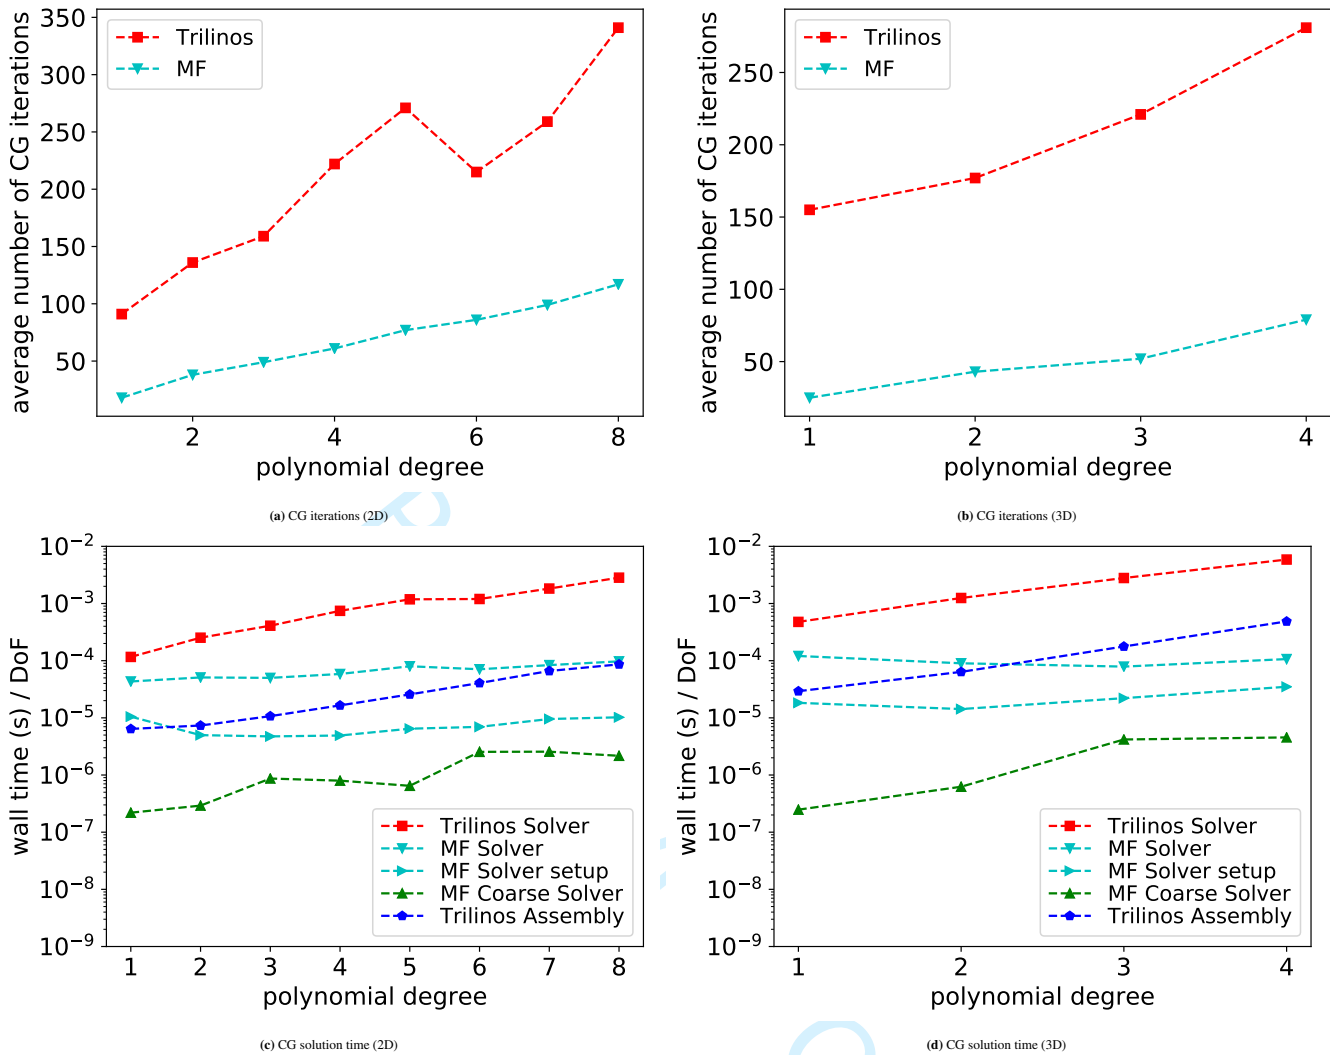 350
300
250
200
150
100
50
average number of CG iterations
Trilinos
MF
2 4 6 8
polynomial degree
(a) CG iterations (2D)
250
200
150
100
50
average number of CG iterations
Trilinos
MF
1 2 3 4
polynomial degree
(b) CG iterations (3D)
10−2
10−3
10−4
10−5
10−6
10−7
10−8
10−9
wall time (s) / DoF
Trilinos Solver
MF Solver
MF Solver setup
MF Coarse Solver
Trilinos Assembly
1 2 3 4 5 6 7 8
polynomial degree
(c) CG solution time (2D)
10−2
10−3
10−4
10−5
10−6
10−7
10−8
10−9
wall time (s) / DoF
Trilinos Solver
MF Solver
MF Solver setup
MF Coarse Solver
Trilinos Assembly
1 2 3 4
polynomial degree
(d) CG solution time (3D)